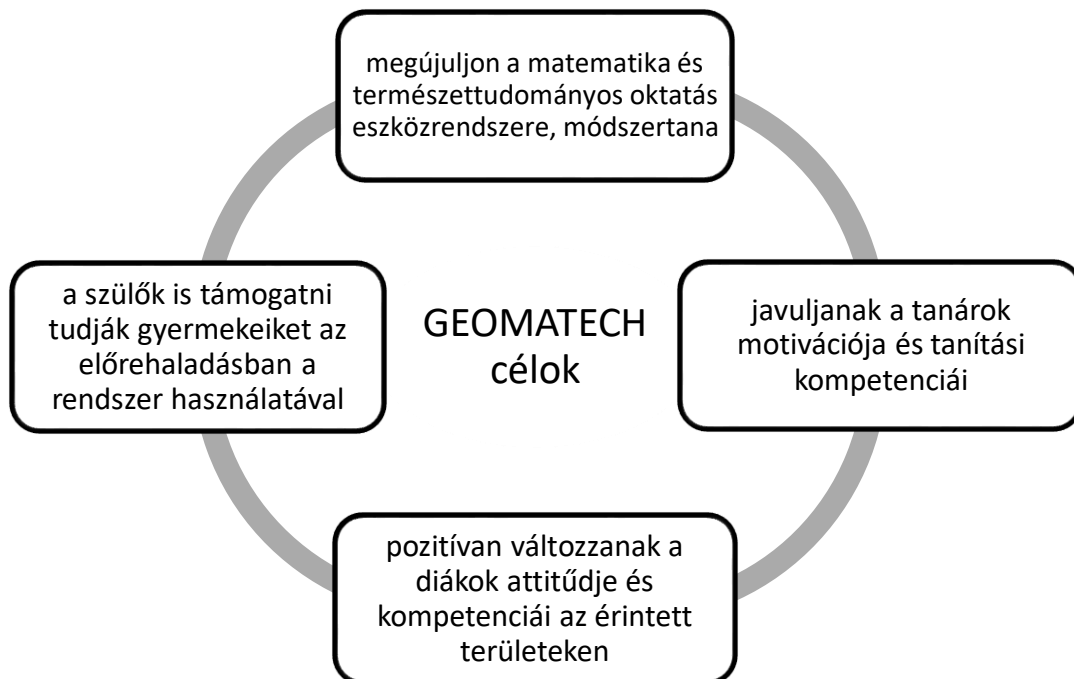 megújuljon a matematika és
természettudományos oktatás
eszközrendszere, módszertana
a szülők is támogatni
tudják gyermekeiket az
előrehaladásban a
rendszer használatával
GEOMATECH
célok
javuljanak a tanárok
motivációja és tanítási
kompetenciái
pozitívan változzanak a
diákok attitűdje és
kompetenciái az érintett
területeken